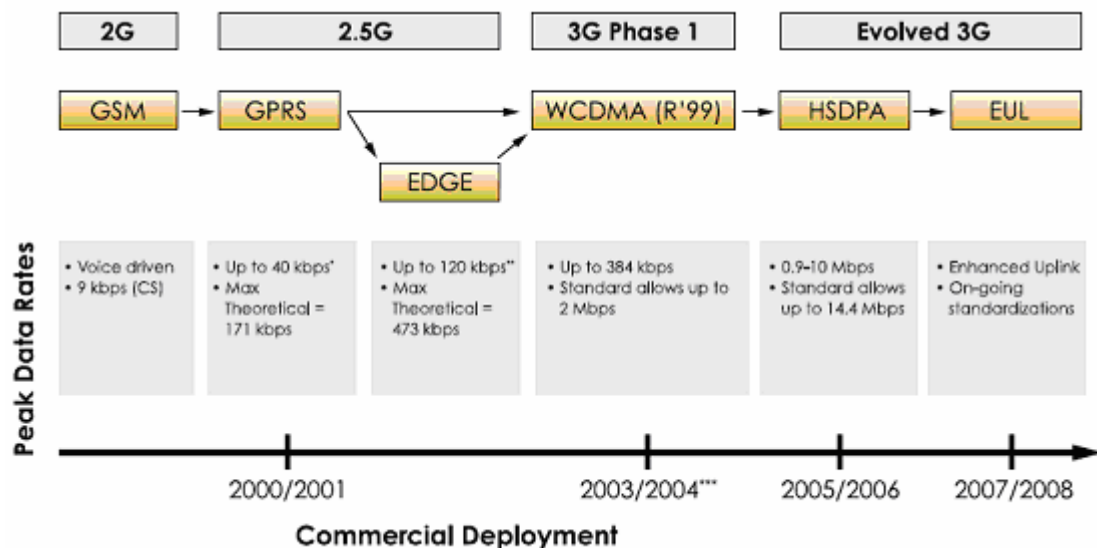 2G
2.5G
3G Phase 1
Evolved 3G
GSM
GPRS
WCDMA (R'99)
HSDPA
EUL
EDGE
Peak Data Rates
• Voice driven
• 9 kbps (CS)
• Up to 40 kbps*
• Max
Theoretical =
171 kbps
• Up to 120 kbps**
• Max
Theoretical =
473 kbps
• Up to 384 kbps
• Standard allows up to
2 Mbps
• 0.9-10 Mbps
• Standard allows
up to 14.4 Mbps
• Enhanced Uplink
• On-going
standardizations
2000/2001
2003/2004***
2005/2006
2007/2008
Commercial Deployment